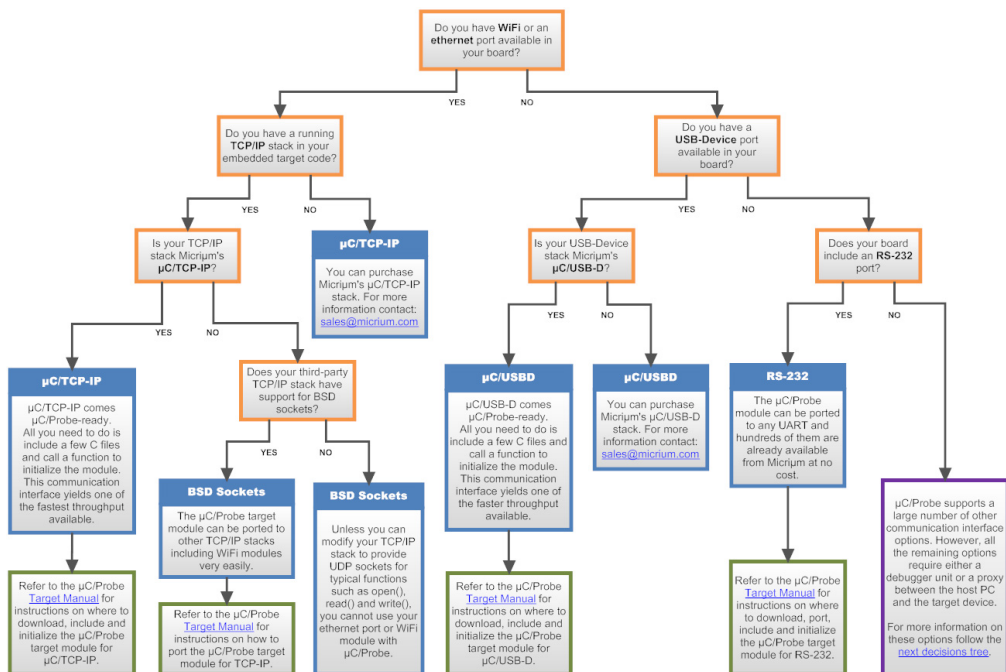 Do you have WiFi or an
ethernet port available in
your board?
YES
NO
Do you have a running
TCP/IP stack in your
embedded target code?
Do you have a
USB-Device port
available in your
board?
YES
NO
YES
NO
Is your TCP/IP
stack Micriµm's
µC/TCP-IP?
µC/TCP-IP
You can purchase
Micriµm's µC/TCP-IP
stack. For more
information contact:
sales@micrium.com
Is your USB-Device
stack Micriµm's
µC/USB-D?
Does your board
include an RS-232
port?
YES
NO
YES
NO
YES
NO
µC/TCP-IP
µC/TCP-IP comes
µC/Probe-ready.
All you need to do is
include a few C files
and call a function to
initialize the module.
This communication
interface yields one of
the fastest throughput
available.
Does your third-party
TCP/IP stack have
support for BSD
sockets?
YES
NO
µC/USBD
µC/USB-D comes
µC/Probe-ready.
All you need to do is
include a few C files and
call a function to
initialize the module.
This communication
interface yields one of
the faster throughput
available.
µC/USBD
You can purchase
Micriµm's µC/USB-D
stack. For more
information contact:
sales@micrium.com
RS-232
The µC/Probe
module can be ported
to any UART and
hundreds of them are
already available
from Micriµm at no
cost.
BSD Sockets
The µC/Probe target
module can be ported to
other TCP/IP stacks
including WiFi modules
very easily.
BSD Sockets
Unless you can
modify your TCP/IP
stack to provide
UDP sockets for
typical functions
such as open(),
read() and write(),
you cannot use your
ethernet port or WiFi
module with
µC/Probe.
µC/Probe supports a
large number of other
communication interface
options. However, all
the remaining options
require either a
debugger unit or a proxy
between the host PC
and the target device.
For more information on
these options follow the
next decisions tree.
Refer to the µC/Probe
Target Manual for
instructions on where to
download, include and
initialize the µC/Probe
target module for
µC/TCP-IP.
Refer to the µC/Probe
Target Manual for
instructions on how to
port the µC/Probe target
module for TCP-IP.
Refer to the µC/Probe
Target Manual for
instructions on where to
download, include and
initialize the µC/Probe
target module for
µC/USB-D.
Refer to the µC/Probe
Target Manual for
instructions on where
to download, port,
include and initialize
the µC/Probe target
module for RS-232.